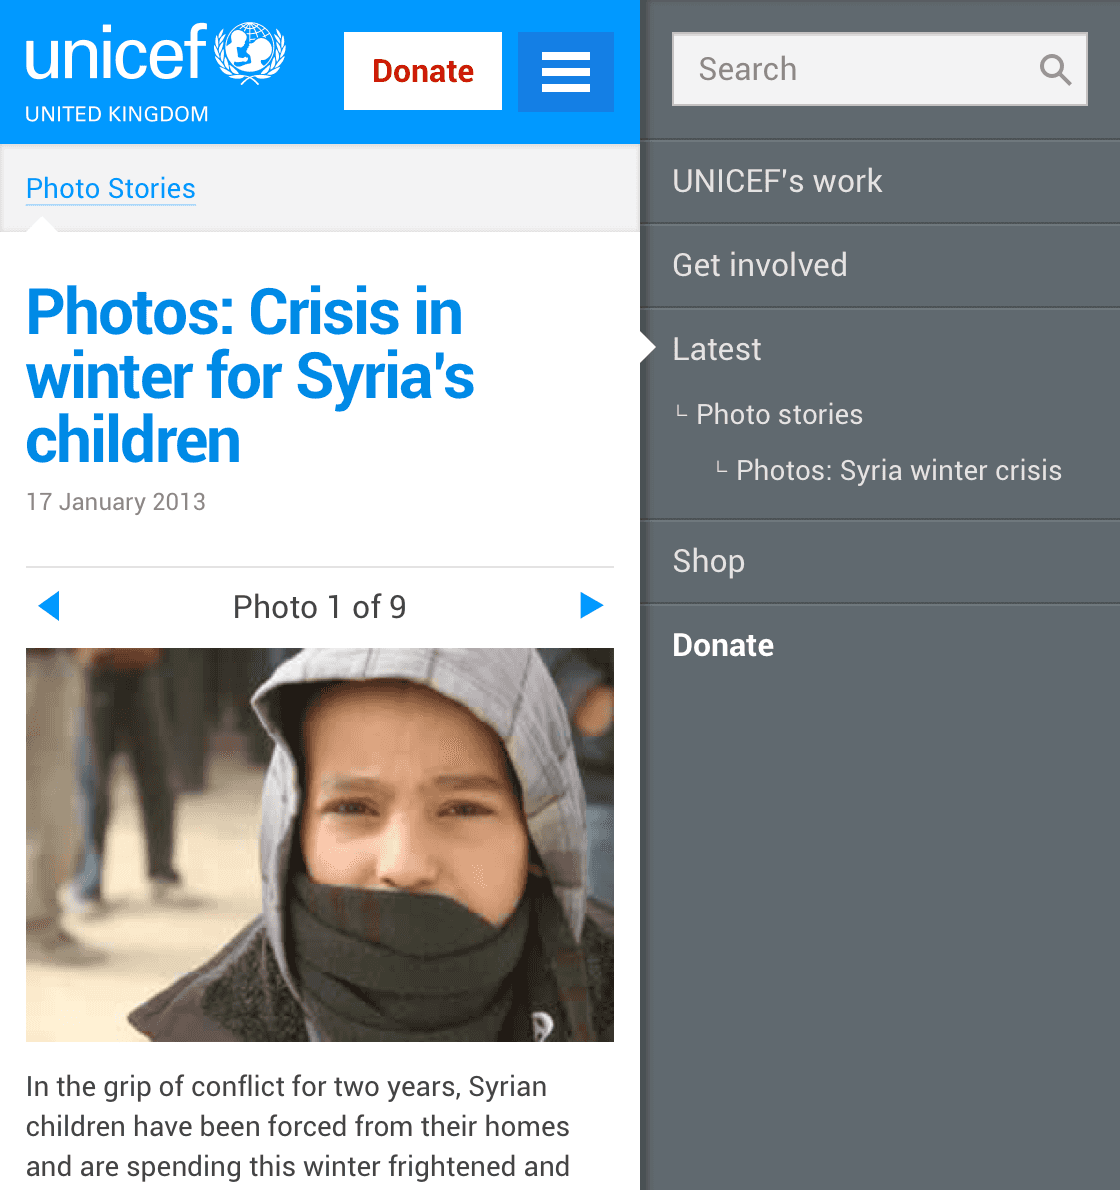 unicef
UNITED KINGDOM
Donate
Photo Stories
Photos: Crisis in
winter for Syria's
children
17 January 2013
Photo 1 of 9
In the grip of conflict for two years, Syrian
children have been forced from their homes
and are spending this winter frightened and
Search
UNICEF's work
Get involved
Latest
Photo stories
Photos: Syria winter crisis
Shop
Donate